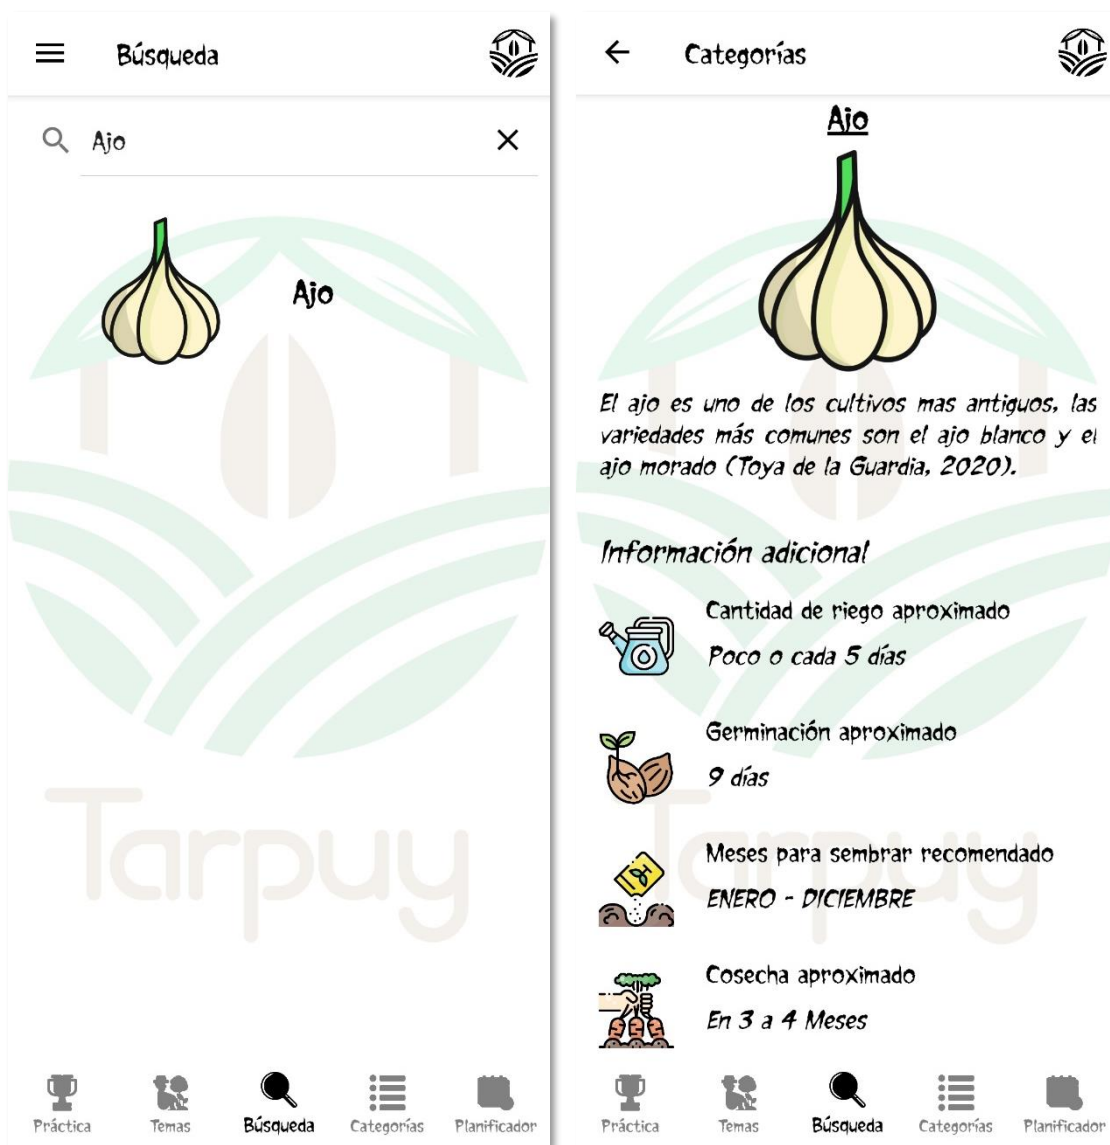 Búsqueda
Ajo
Ajo
Tarpuy
Práctica
Temas
Búsqueda
Categorías
Planificador
Categorías
Ajo
El ajo es uno de los cultivos mas antiguos, las
variedades más comunes son el ajo blanco y el
ajo morado (Toya de la Guardia, 2020).
Información adicional
Cantidad de riego aproximado
Poco o cada 5 días
Germinación aproximado
9 días
Meses para sembrar recomendado
ENERO - DICIEMBRE
Cosecha aproximado
En 3 a 4 Meses
Tarpuy
Práctica
Temas
Búsqueda
Categorías
Planificador